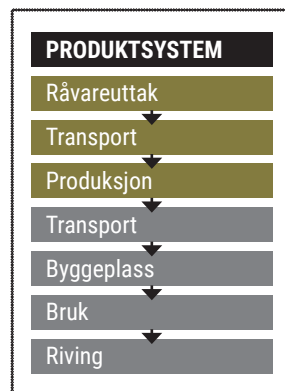 PRODUKTSYSTEM
Råvareuttak
Transport
Produksjon
Transport
Byggeplass
Bruk
Riving